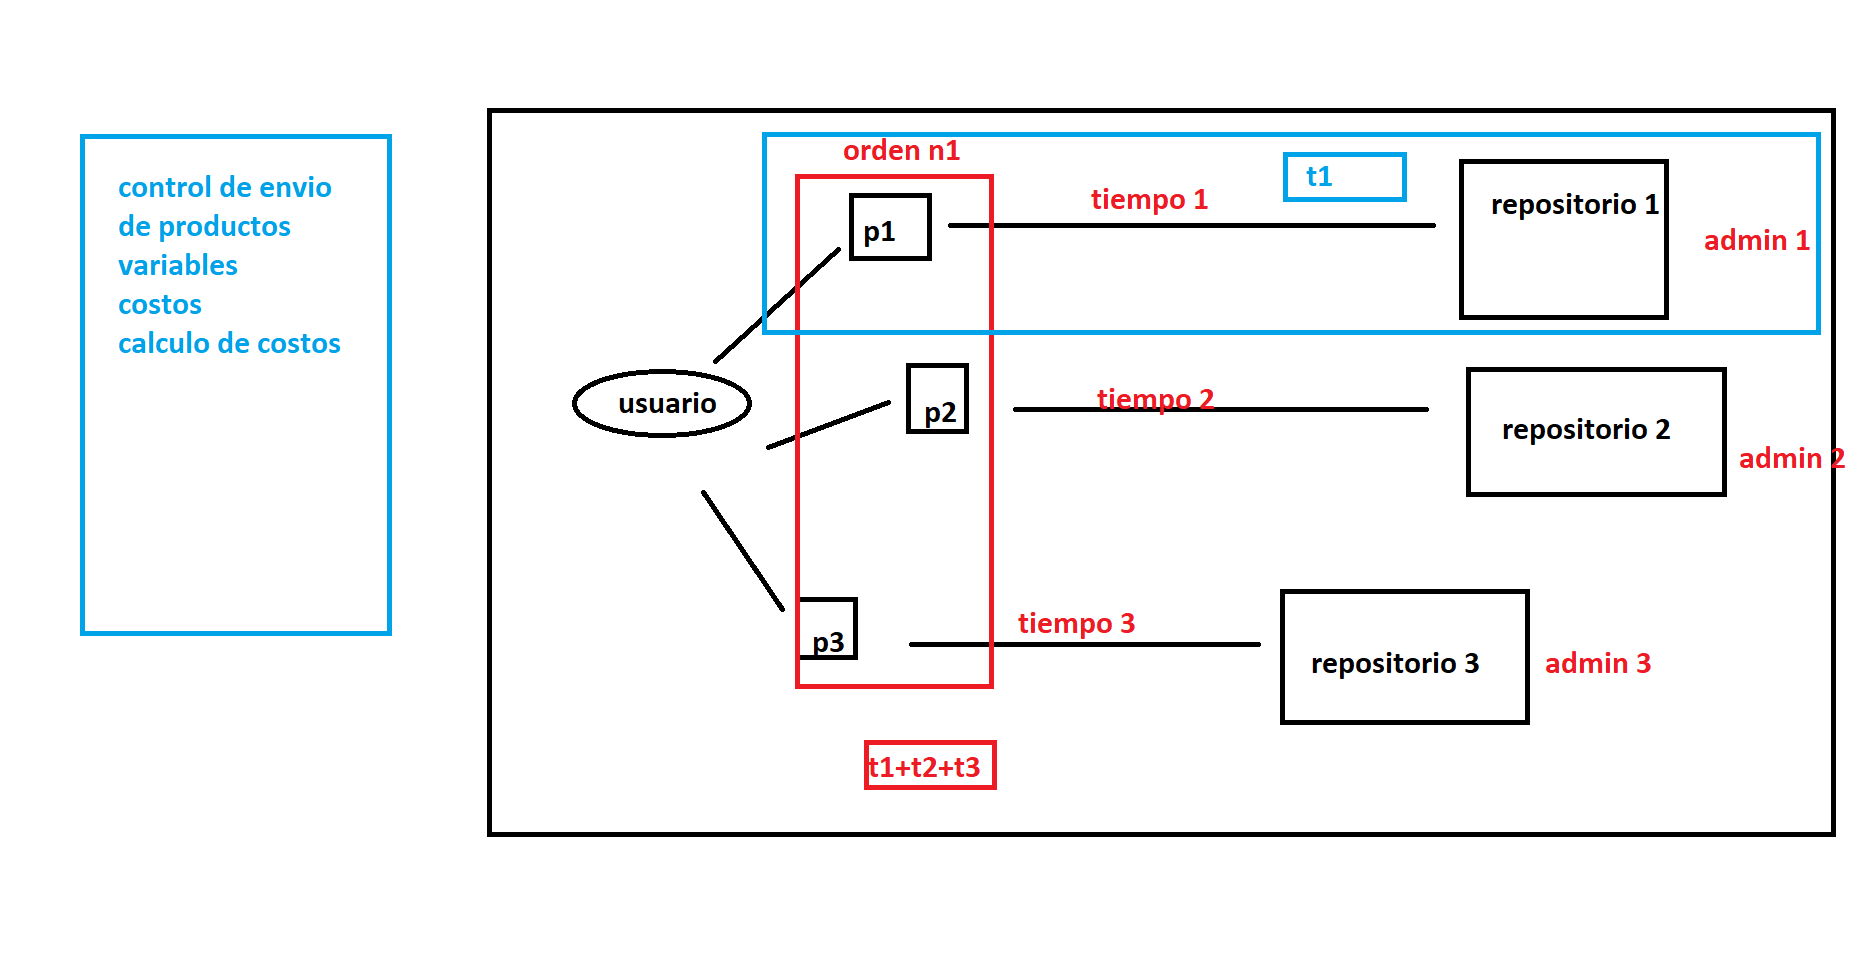 control de envio
de productos
variables
costos
calculo de costos
orden n1
p1
tiempo 1
t1
repositorio 1
admin 1
usuario
p2
tiempo 2
repositorio 2
admin 2
p3
tiempo 3
repositorio 3
admin 3
t1+t2+t3